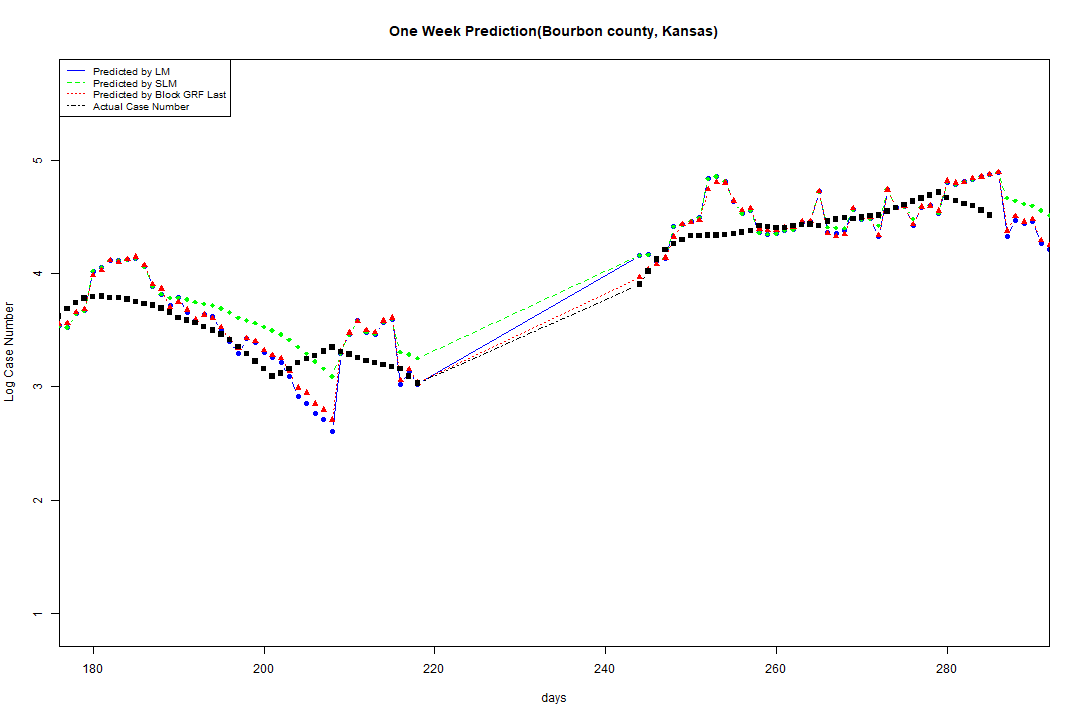 One Week Prediction(Bourbon county, Kansas)
Predicted by LM
Predicted by SLM
Predicted by Block GRF Last
Actual Case Number
5
4
3
2
1
Log Case Number
180 200 220 240 260 280
days